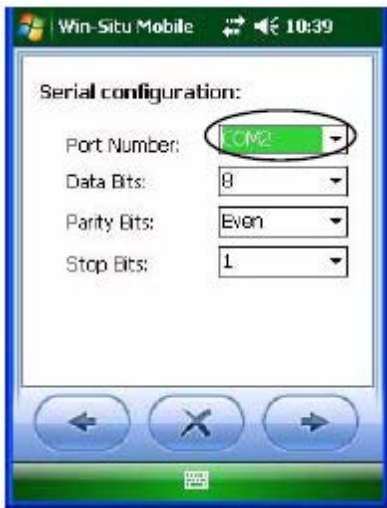 Win-Situ Mobile 10:39
Serial configuration:
Port Number: COM2
Data Bits: 8
Parity Bits: Even
Stop Bits: 1